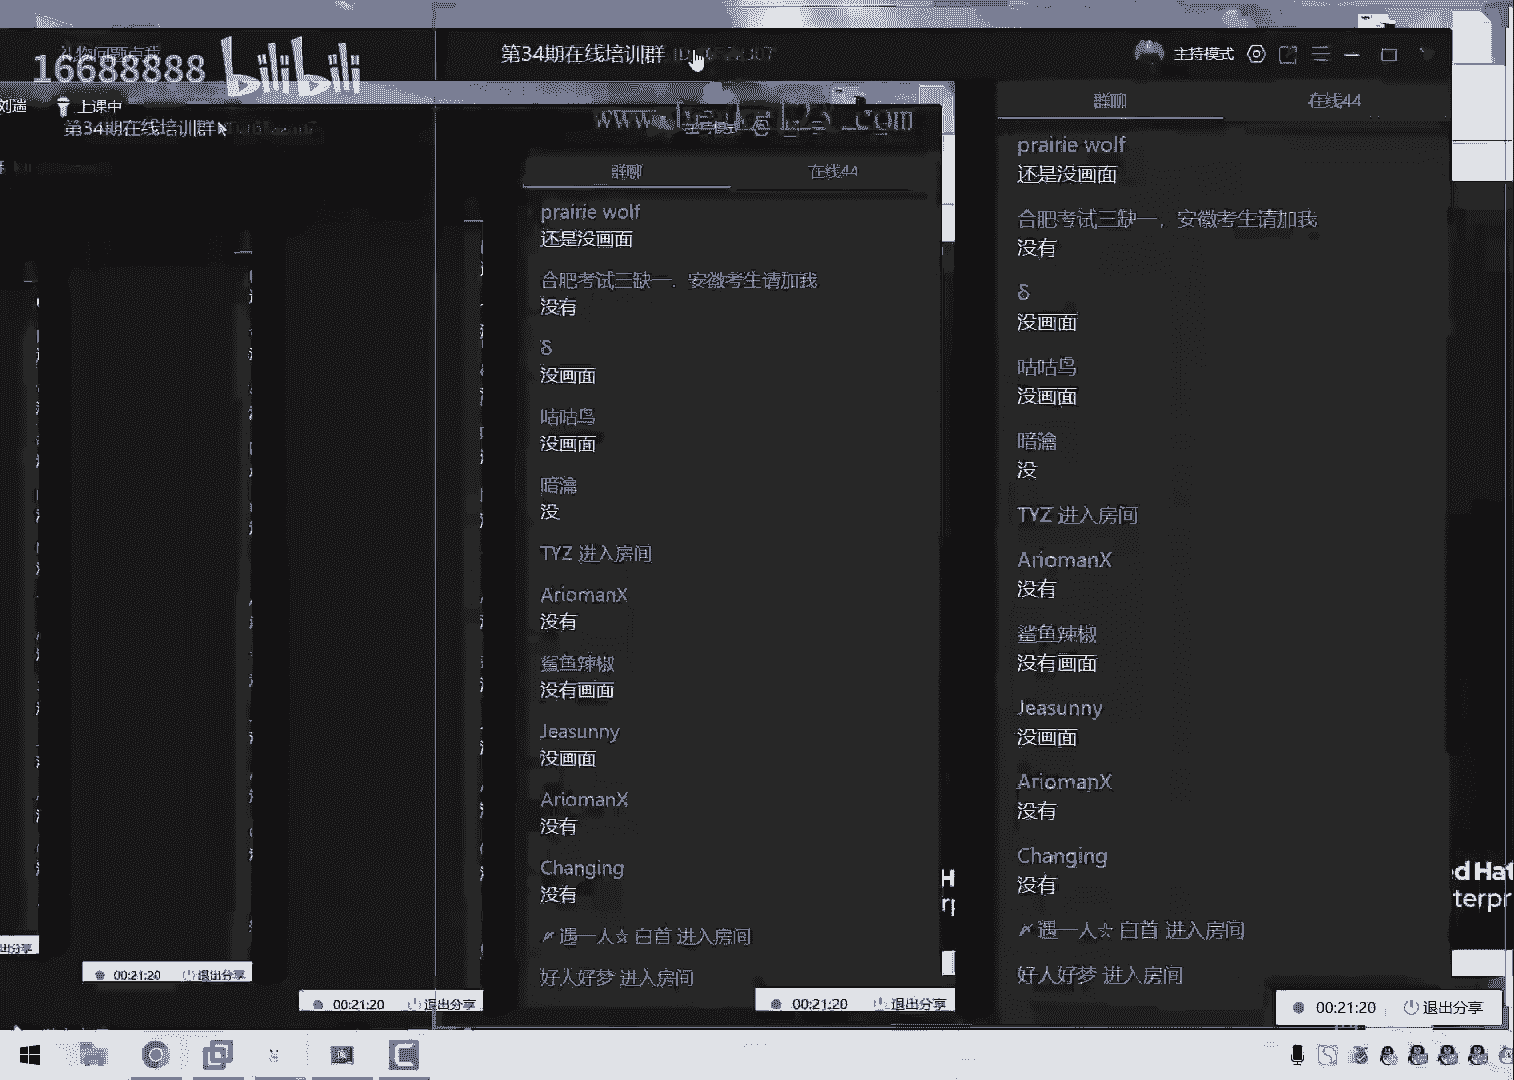 16688888
bilibili
第34期在线培训群
主持模式
上课中
第34期在线培训群
群聊
在线44
prairie wolf
还是没画面
合肥考试三缺一，安徽考生请加我
没有
δ
没画面
咕咕鸟
没画面
暗瀹
没
TYZ 进入房间
AriomanX
没有
鲨鱼辣椒
没有画面
Jeasunny
没画面
AriomanX
没有
Changing
没有
遇一人☆白首 进入房间
好人好梦 进入房间
00:21:20 退出分享
00:21:20 退出分享
00:21:20 退出分享
群聊
在线44
prairie wolf
还是没画面
合肥考试三缺一，安徽考生请加我
没有
δ
没画面
咕咕鸟
没画面
暗瀹
没
TYZ 进入房间
AriomanX
没有
鲨鱼辣椒
没有画面
Jeasunny
没画面
AriomanX
没有
Changing
没有
遇一人☆白首 进入房间
好人好梦 进入房间
00:21:20 退出分享